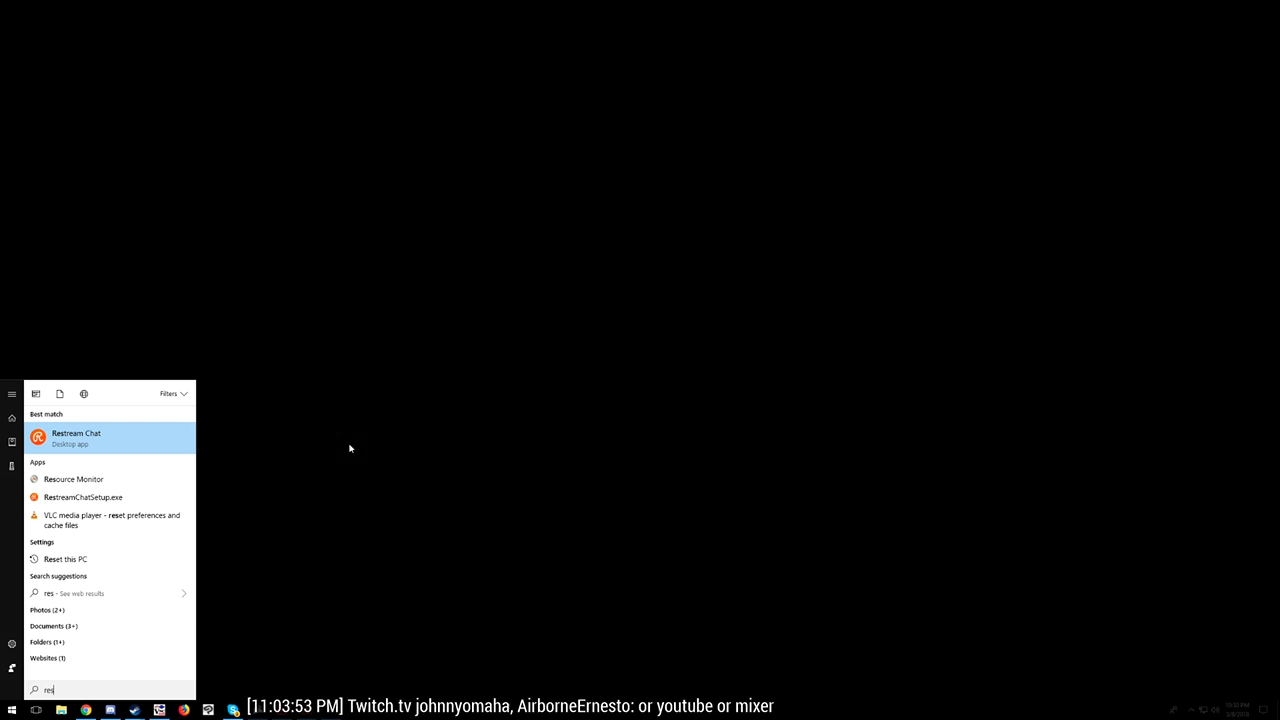 Filters
Best match
Restream Chat
Desktop app
Apps
Resource Monitor
RestreamChatSetup.exe
VLC media player - reset preferences and
cache files
Settings
Reset this PC
Search suggestions
res - See web results
Photos (2+)
Documents (3+)
Folders (1+)
Websites (1)
res
[11:03:53 PM] Twitch.tv johnnyomaha, AirborneErnesto: or youtube or mixer